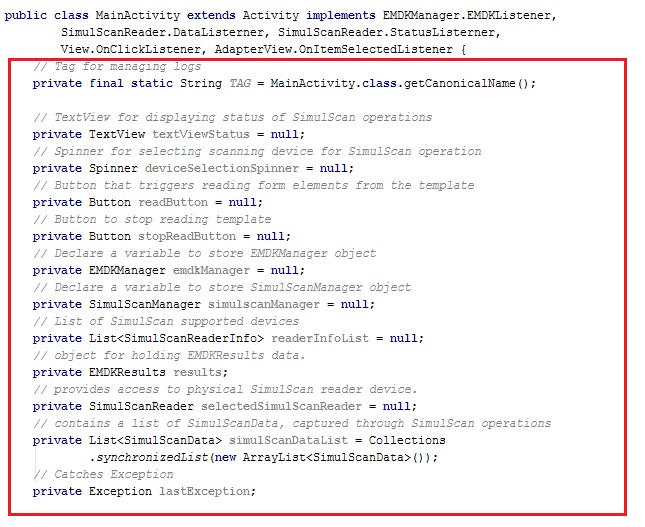 public class MainActivity extends Activity implements EMDKManager.EMDKListener,
SimulScanReader.DataListerner, SimulScanReader.StatusListerner,
View.OnClickListener, AdapterView.OnItemSelectedListener {
// Tag for managing logs
private final static String TAG = MainActivity.class.getCanonicalName();
// TextView for displaying status of SimulScan operations
private TextView textViewStatus = null;
// Spinner for selecting scanning device for SimulScan operation
private Spinner deviceSelectionSpinner = null;
// Button that triggers reading form elements from the template
private Button readButton = null;
// Button to stop reading template
private Button stopReadButton = null;
// Declare a variable to store EMDKManager object
private EMDKManager emdkManager = null;
// Declare a variable to store SimulScanManager object
private SimulScanManager simulscanManager = null;
// List of SimulScan supported devices
private List<SimulScanReaderInfo> readerInfoList = null;
// object for holding EMDKResults data.
private EMDKResults results;
// provides access to physical SimulScan reader device.
private SimulScanReader selectedSimulScanReader = null;
// contains a list of SimulScanData, captured through SimulScan operations
private List<SimulScanData> simulScanDataList = Collections
.synchronizedList(new ArrayList<SimulScanData>());
// Catches Exception
private Exception lastException;